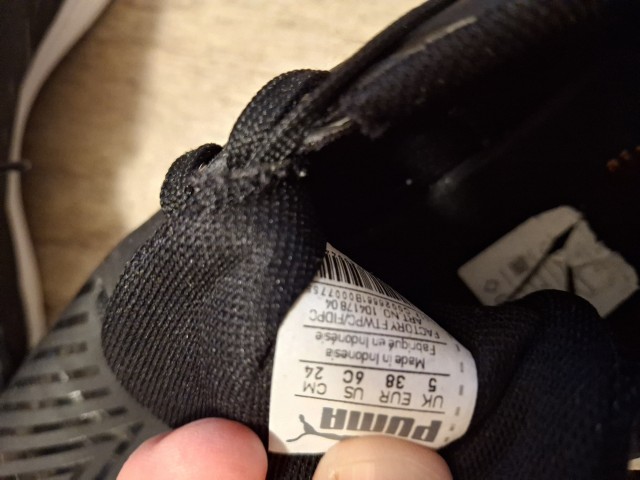 PUMA
UK EUR US CM
5 38 6C 24
Made in Indonesia
Fabriqué en Indonésie
FACTORY FTWPC/FIDPC
ART. NO. 104178 04